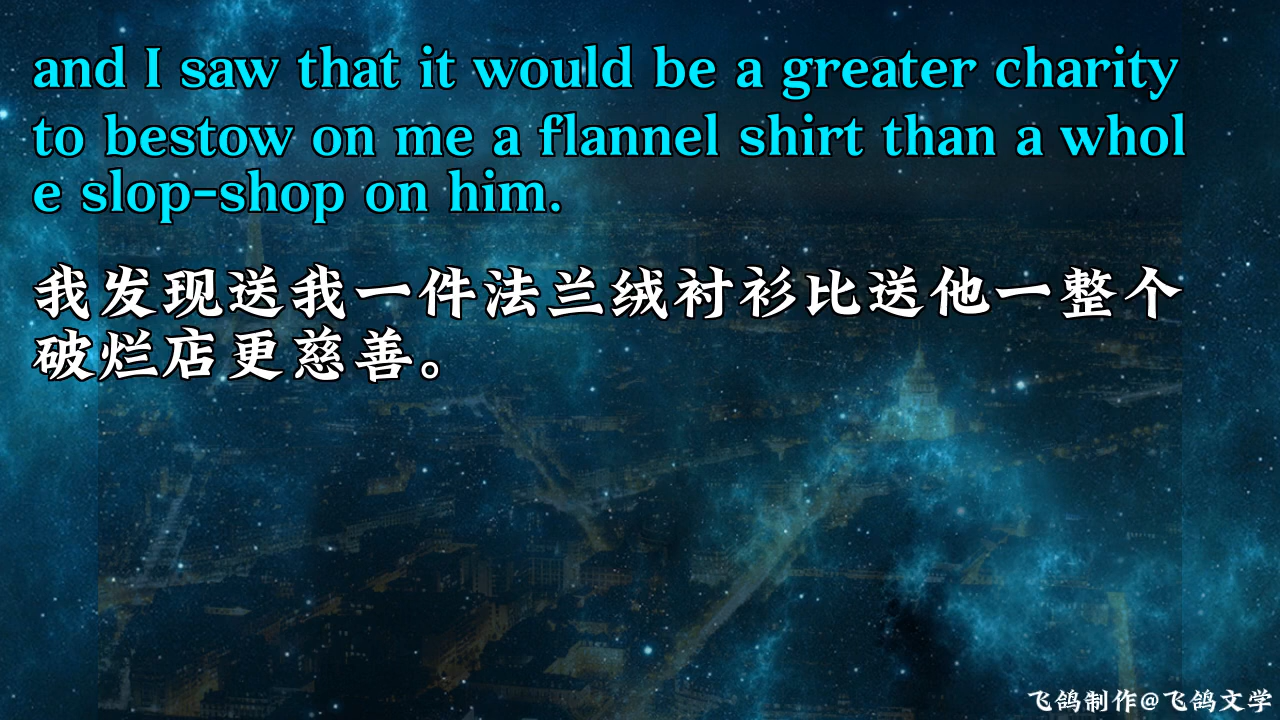 and I saw that it would be a greater charity
to bestow on me a flannel shirt than a whol
e slop-shop on him.
我发现送我一件法兰绒衬衫比送他一整个
破烂店更慈善。
飞鸽制作@飞鸽文学